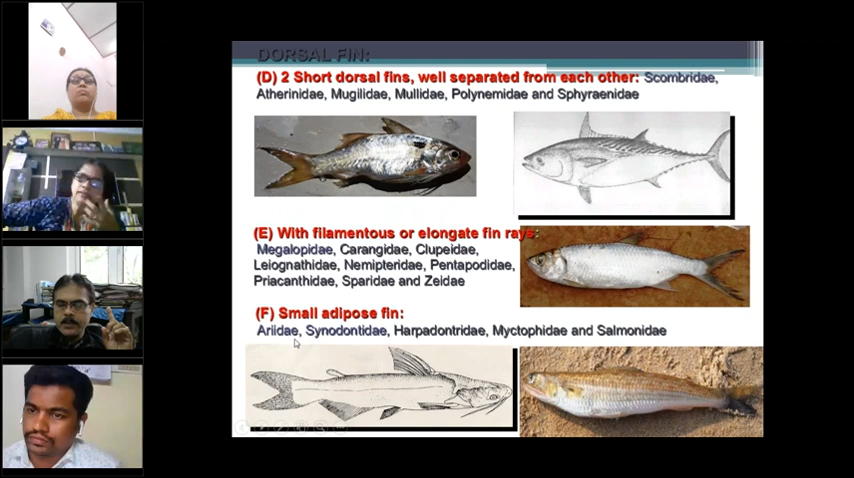 DORSAL FIN:
(D) 2 Short dorsal fins, well separated from each other: Scombridae,
Atherinidae, Mugilidae, Mullidae, Polynemidae and Sphyraenidae
(E) With filamentous or elongate fin rays:
Megalopidae, Carangidae, Clupeidae,
Leiognathidae, Nemipteridae, Pentapodidae,
Priacanthidae, Sparidae and Zeidae
(F) Small adipose fin:
Ariidae, Synodontidae, Harpadontridae, Myctophidae and Salmonidae